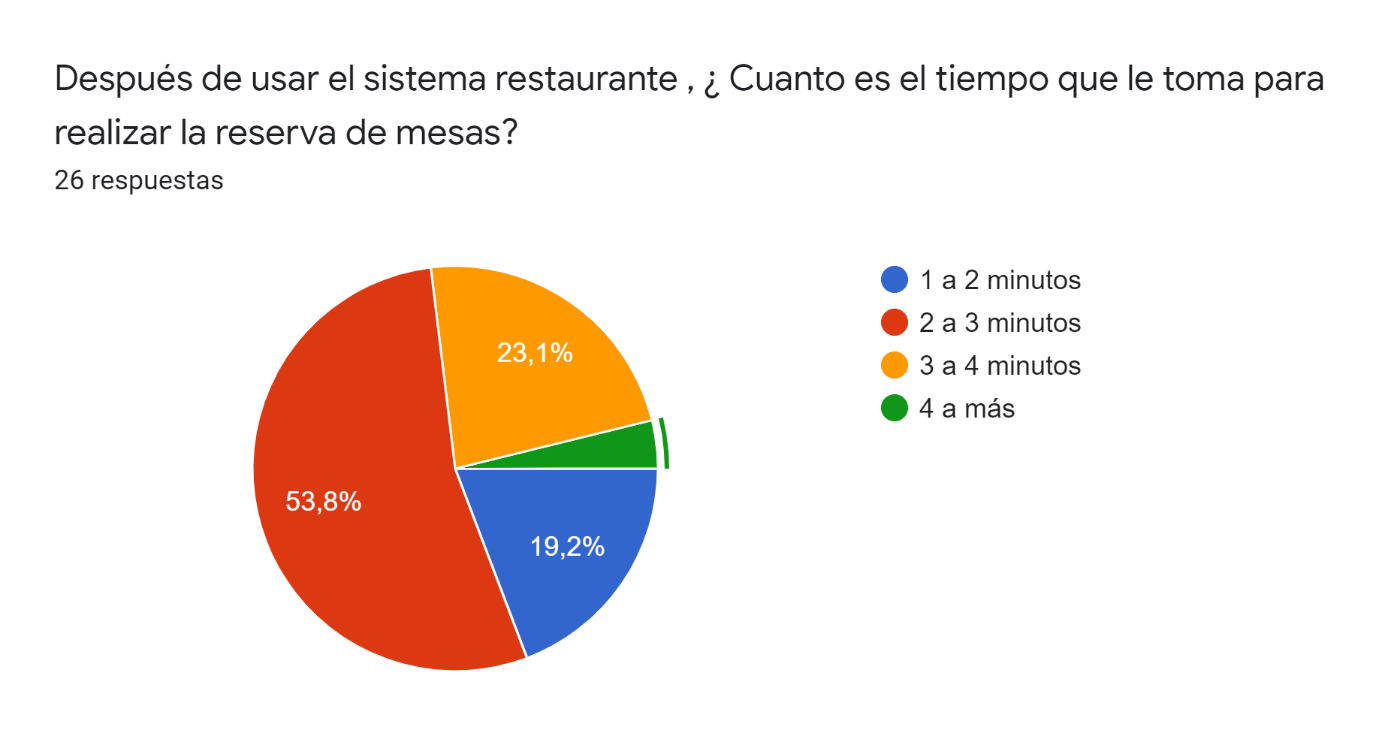 Después de usar el sistema restaurante , ¿ Cuanto es el tiempo que le toma para
realizar la reserva de mesas?
26 respuestas
1 a 2 minutos
2 a 3 minutos
3 a 4 minutos
4 a más
23,1%
53,8%
19,2%